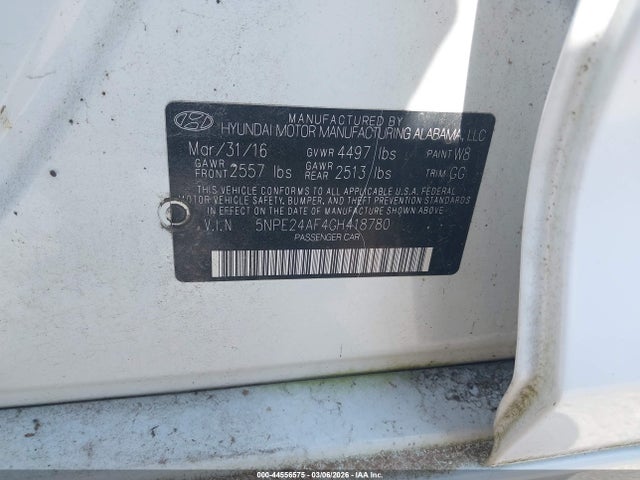 MANUFACTURED BY
HYUNDAI MOTOR MANUFACTURING ALABAMA, LLC
Mar/31/16 GVWR 4497 lbs PAINT W8
GAWR FRONT 2557 lbs GAWR REAR 2513 lbs TRIM GG
THIS VEHICLE CONFORMS TO ALL APPLICABLE U.S.A. FEDERAL
MOTOR VEHICLE SAFETY, BUMPER, AND THEFT PREVENTION
STANDARDS IN EFFECT ON THE DATE OF MANUFACTURE SHOWN ABOVE.
V.I.N 5NPE24AF4GH418780
PASSENGER CAR
000-44556575 — 03/06/2026 — IAAI.COM